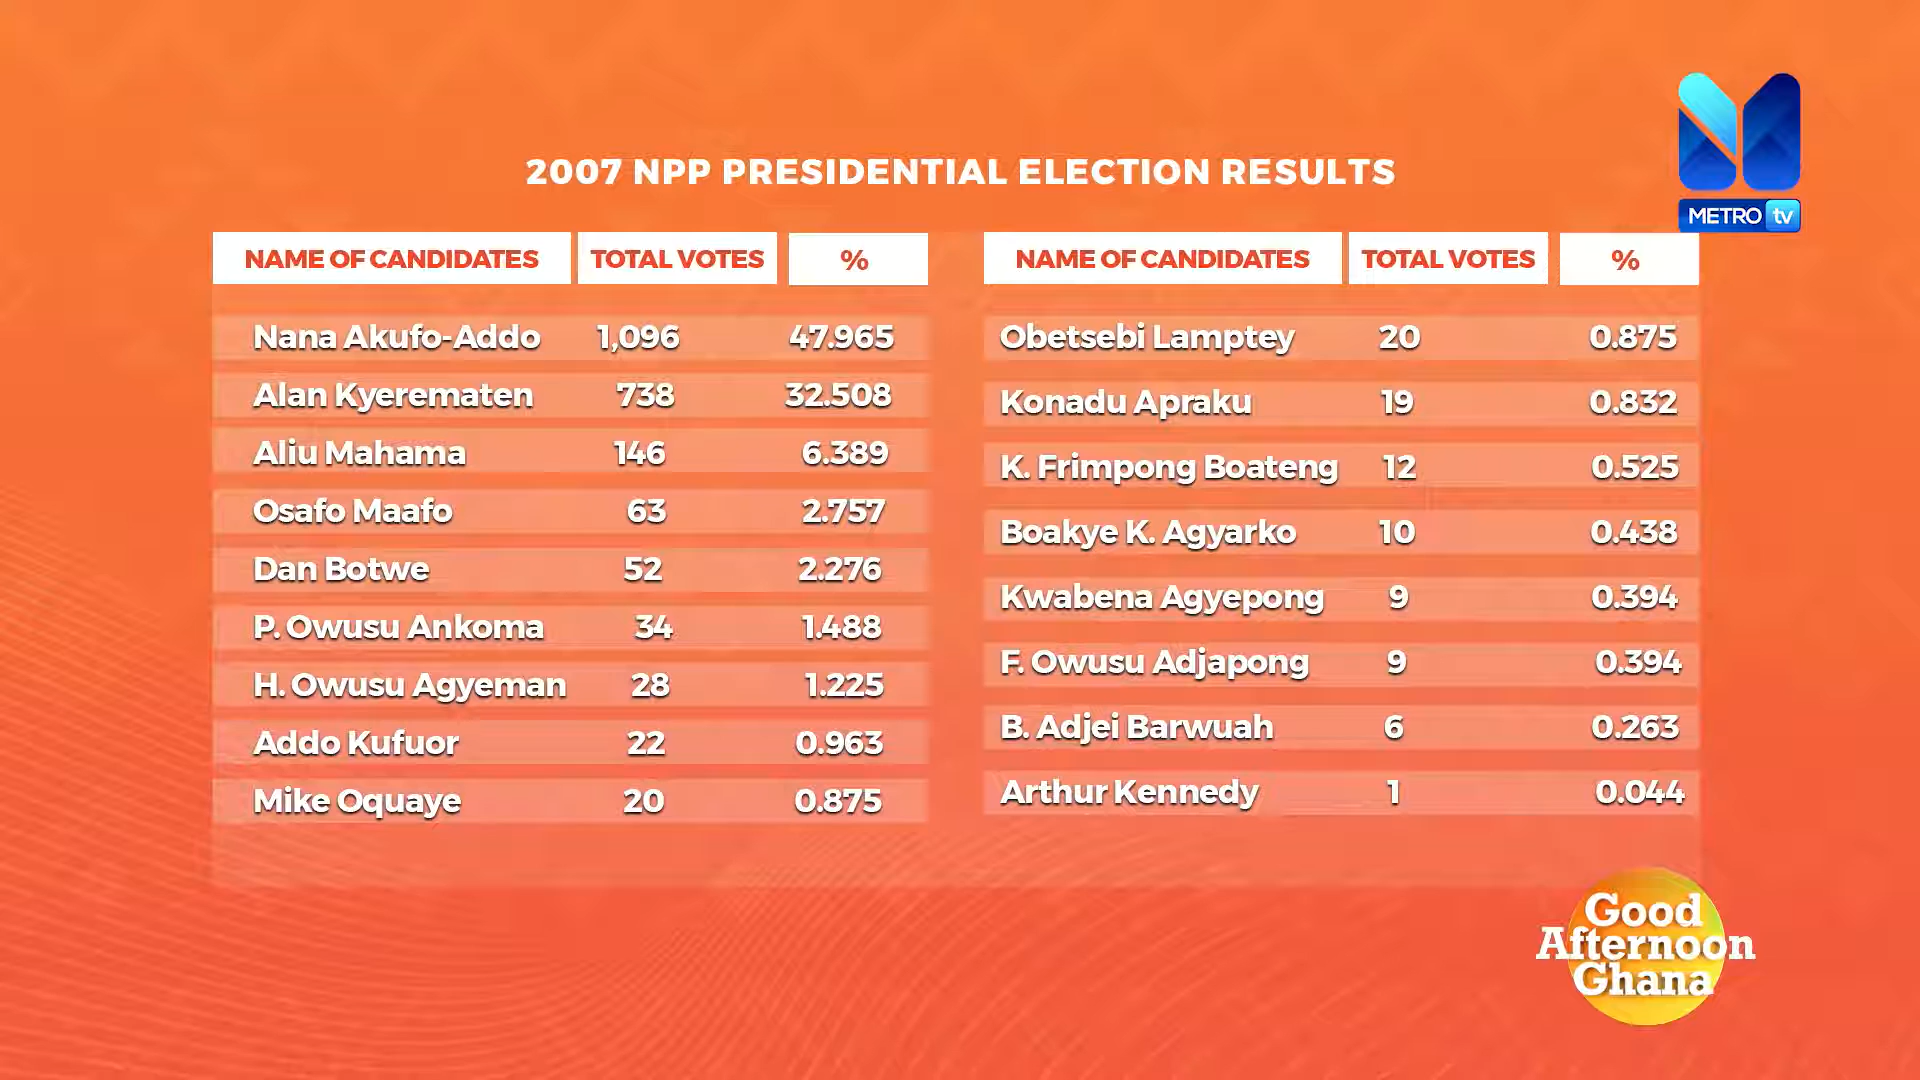 2007 NPP PRESIDENTIAL ELECTION RESULTS
METRO tv
NAME OF CANDIDATES TOTAL VOTES %
Nana Akufo-Addo 1,096 47.965
Alan Kyerematen 738 32.508
Aliu Mahama 146 6.389
Osafo Maafo 63 2.757
Dan Botwe 52 2.276
P. Owusu Ankoma 34 1.488
H. Owusu Agyeman 28 1.225
Addo Kufuor 22 0.963
Mike Oquaye 20 0.875
NAME OF CANDIDATES TOTAL VOTES %
Obetsebi Lamptey 20 0.875
Konadu Apraku 19 0.832
K. Frimpong Boateng 12 0.525
Boakye K. Agyarko 10 0.438
Kwabena Agyepong 9 0.394
F. Owusu Adjapong 9 0.394
B. Adjei Barwuah 6 0.263
Arthur Kennedy 1 0.044
Good
Afternoon
Ghana